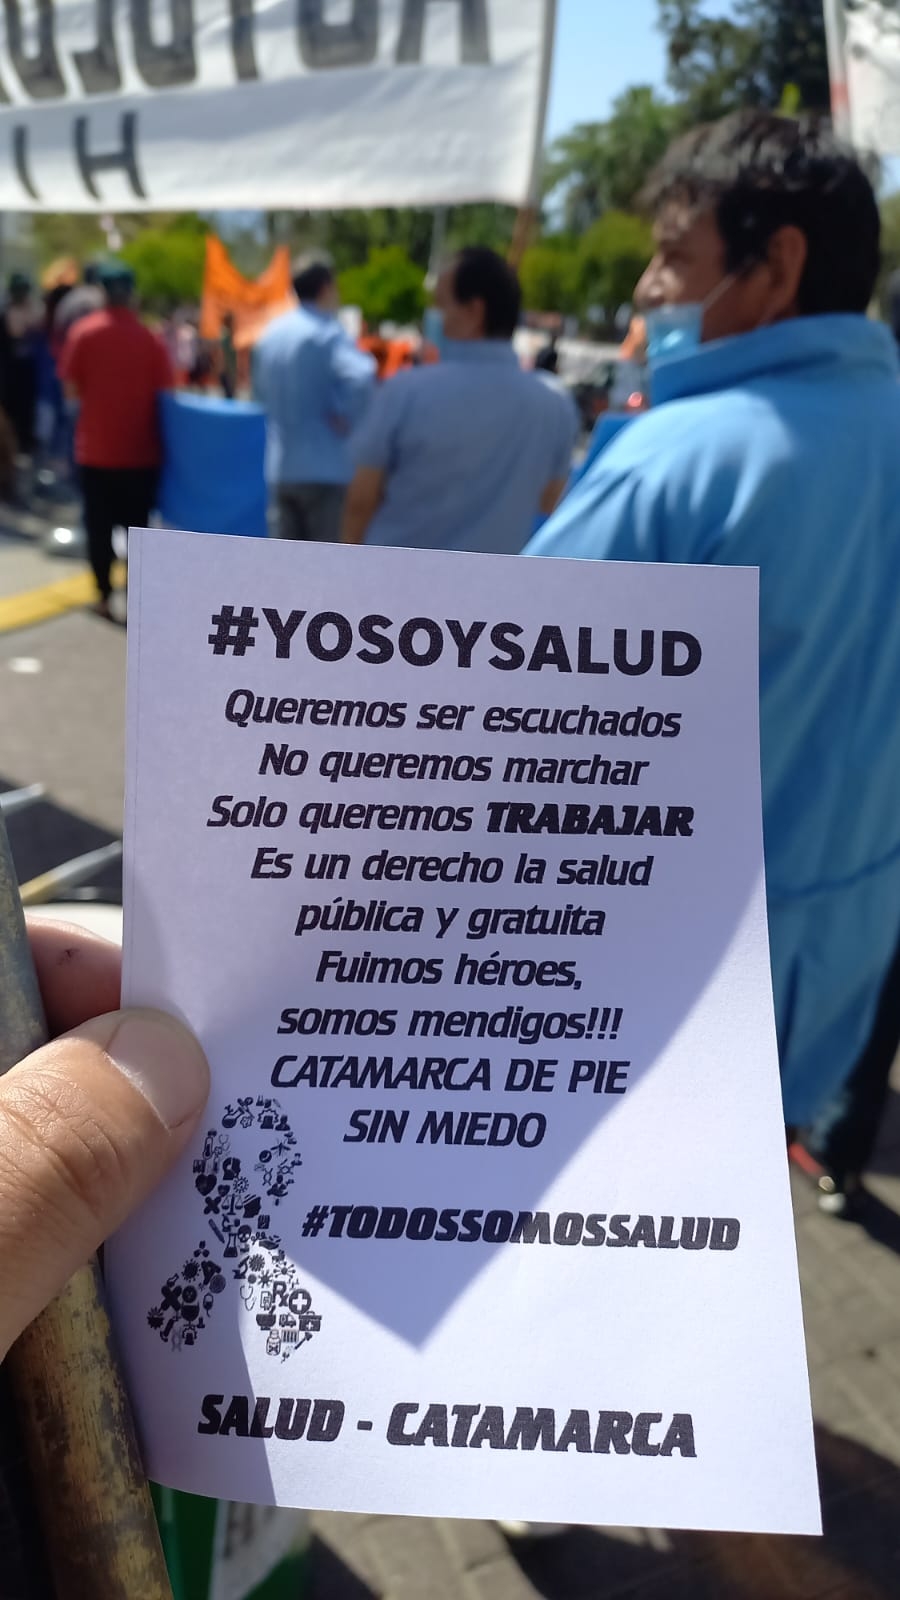 #YOSOYSALUD
Queremos ser escuchados
No queremos marchar
Solo queremos TRABAJAR
Es un derecho la salud
pública y gratuita
Fuimos héroes,
somos mendigos!!!
CATAMARCA DE PIE
SIN MIEDO
#TODOSSOMOSSALUD
SALUD - CATAMARCA